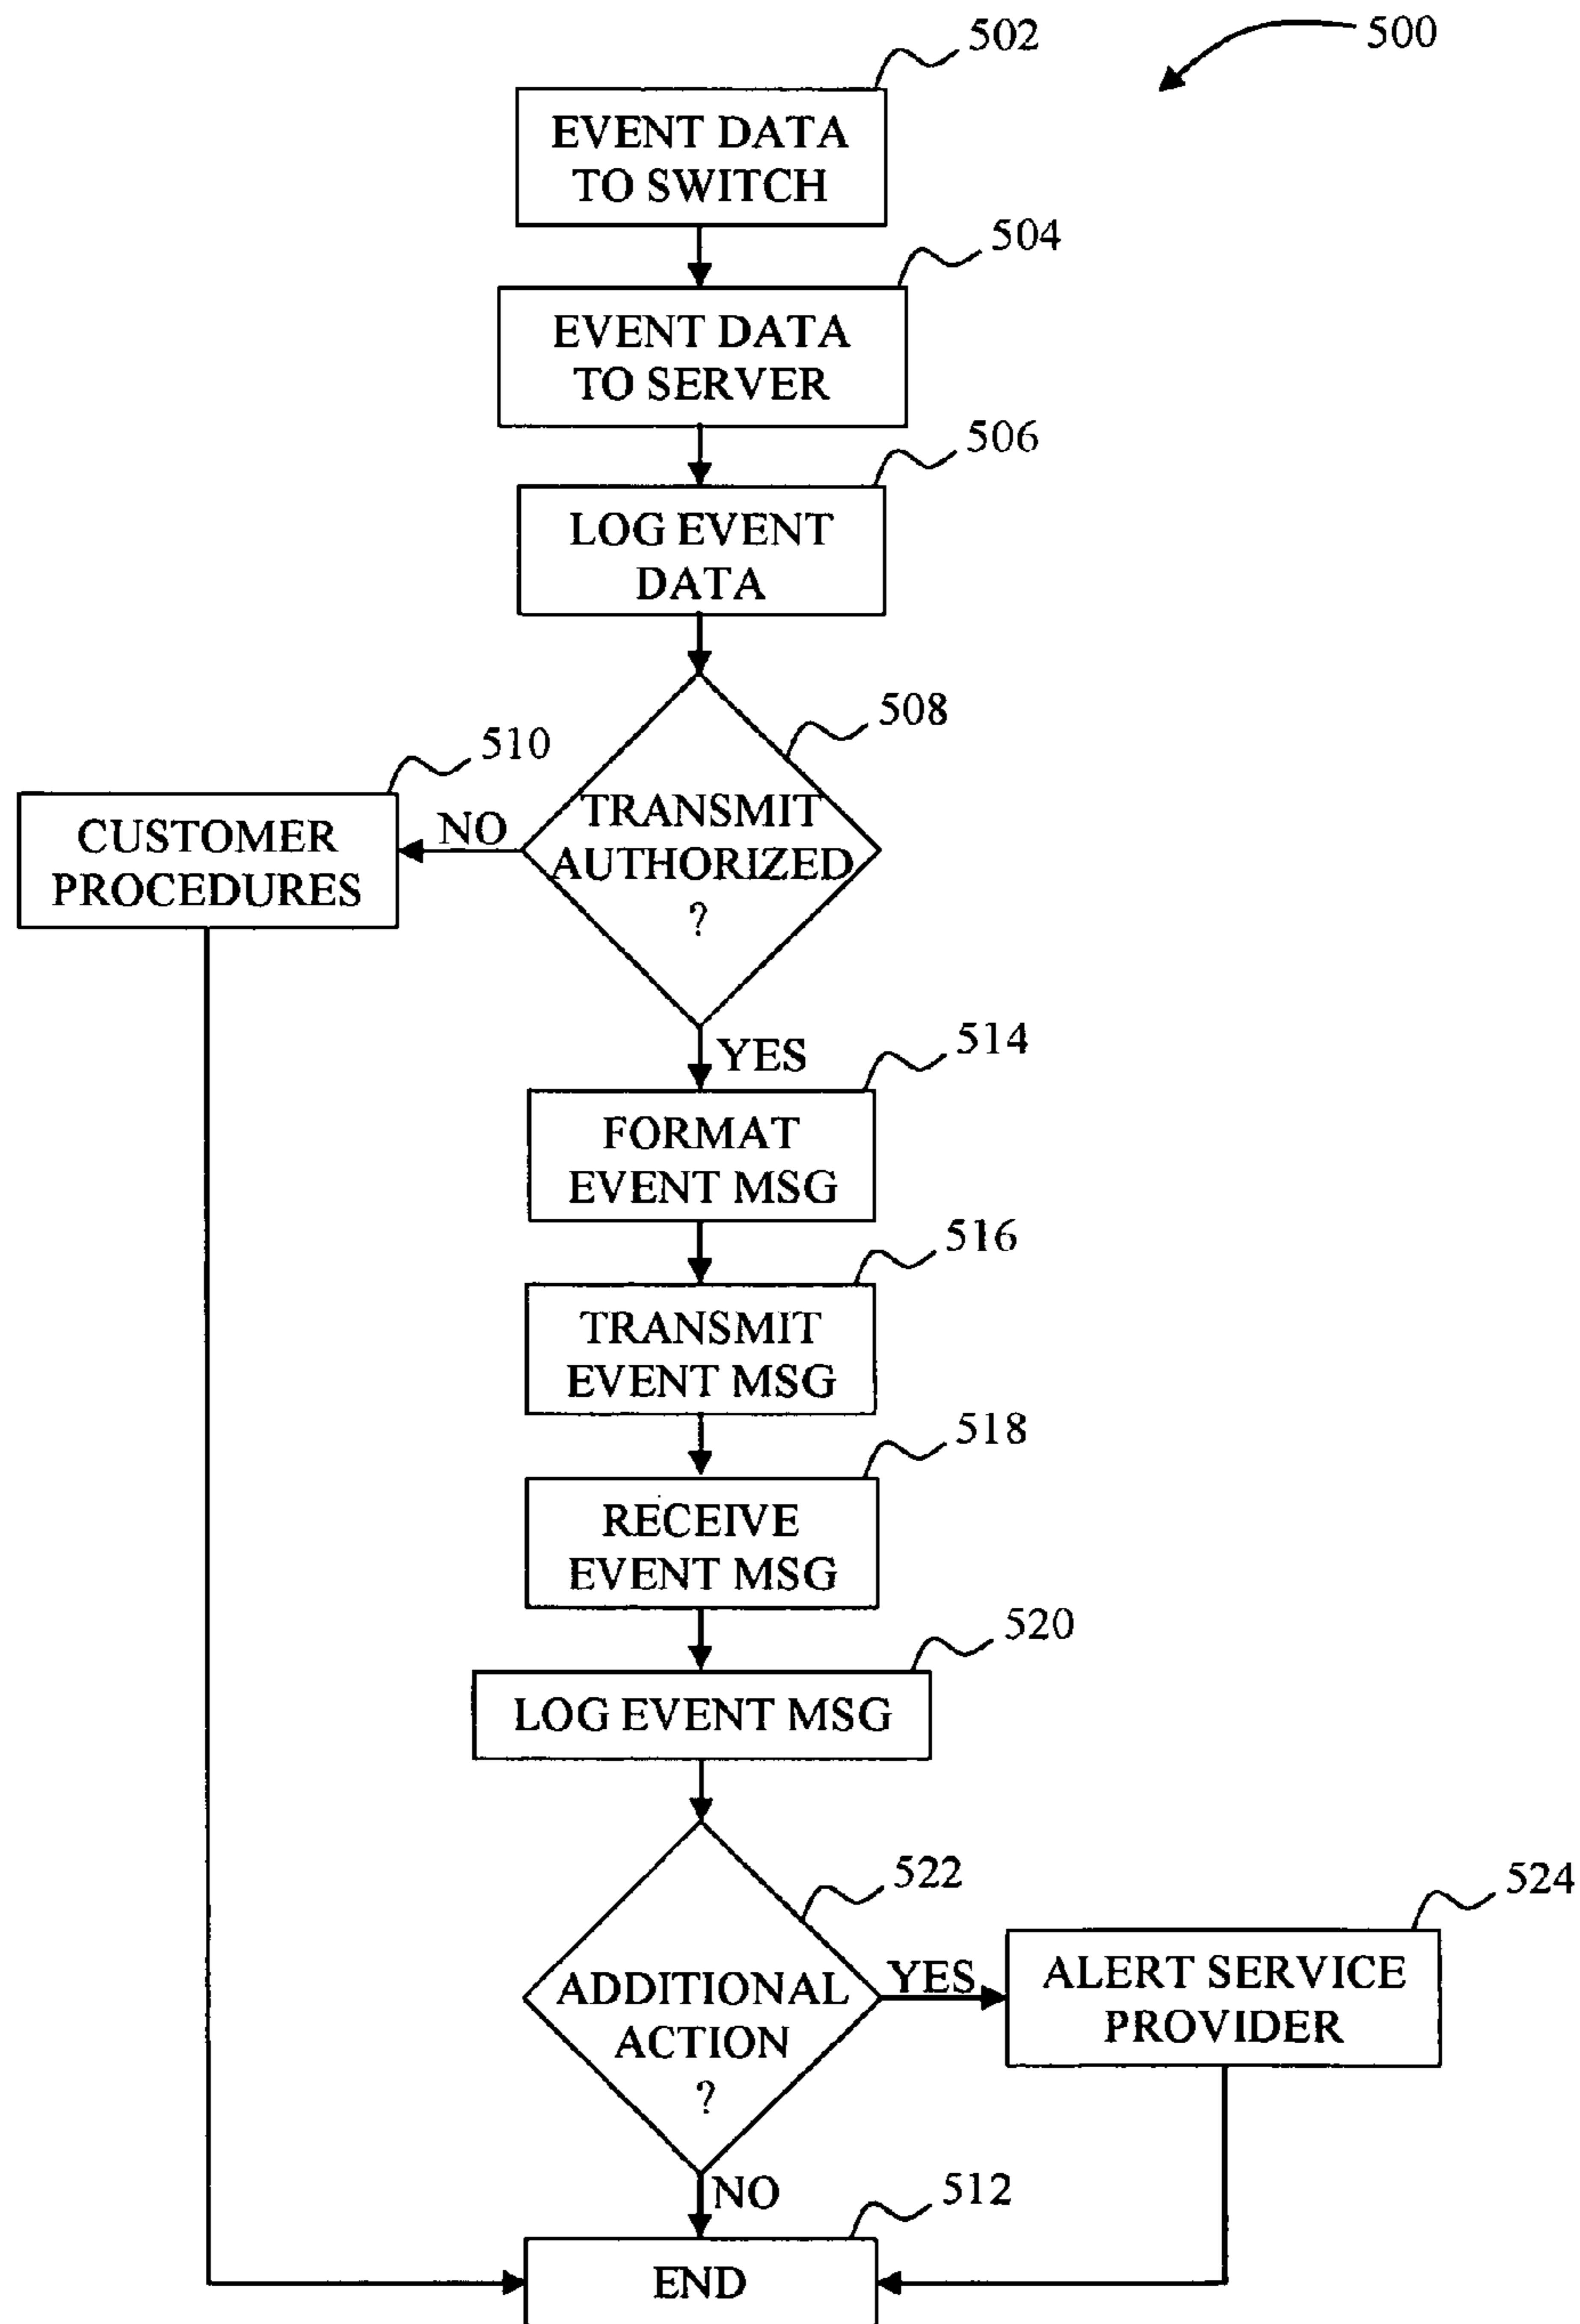 500
502
EVENT DATA
TO SWITCH
504
EVENT DATA
TO SERVER
506
LOG EVENT
DATA
508
TRANSMIT
AUTHORIZED
?
NO
510
CUSTOMER
PROCEDURES
YES
514
FORMAT
EVENT MSG
516
TRANSMIT
EVENT MSG
518
RECEIVE
EVENT MSG
520
LOG EVENT MSG
522
ADDITIONAL
ACTION
?
YES
524
ALERT SERVICE
PROVIDER
NO
512
END